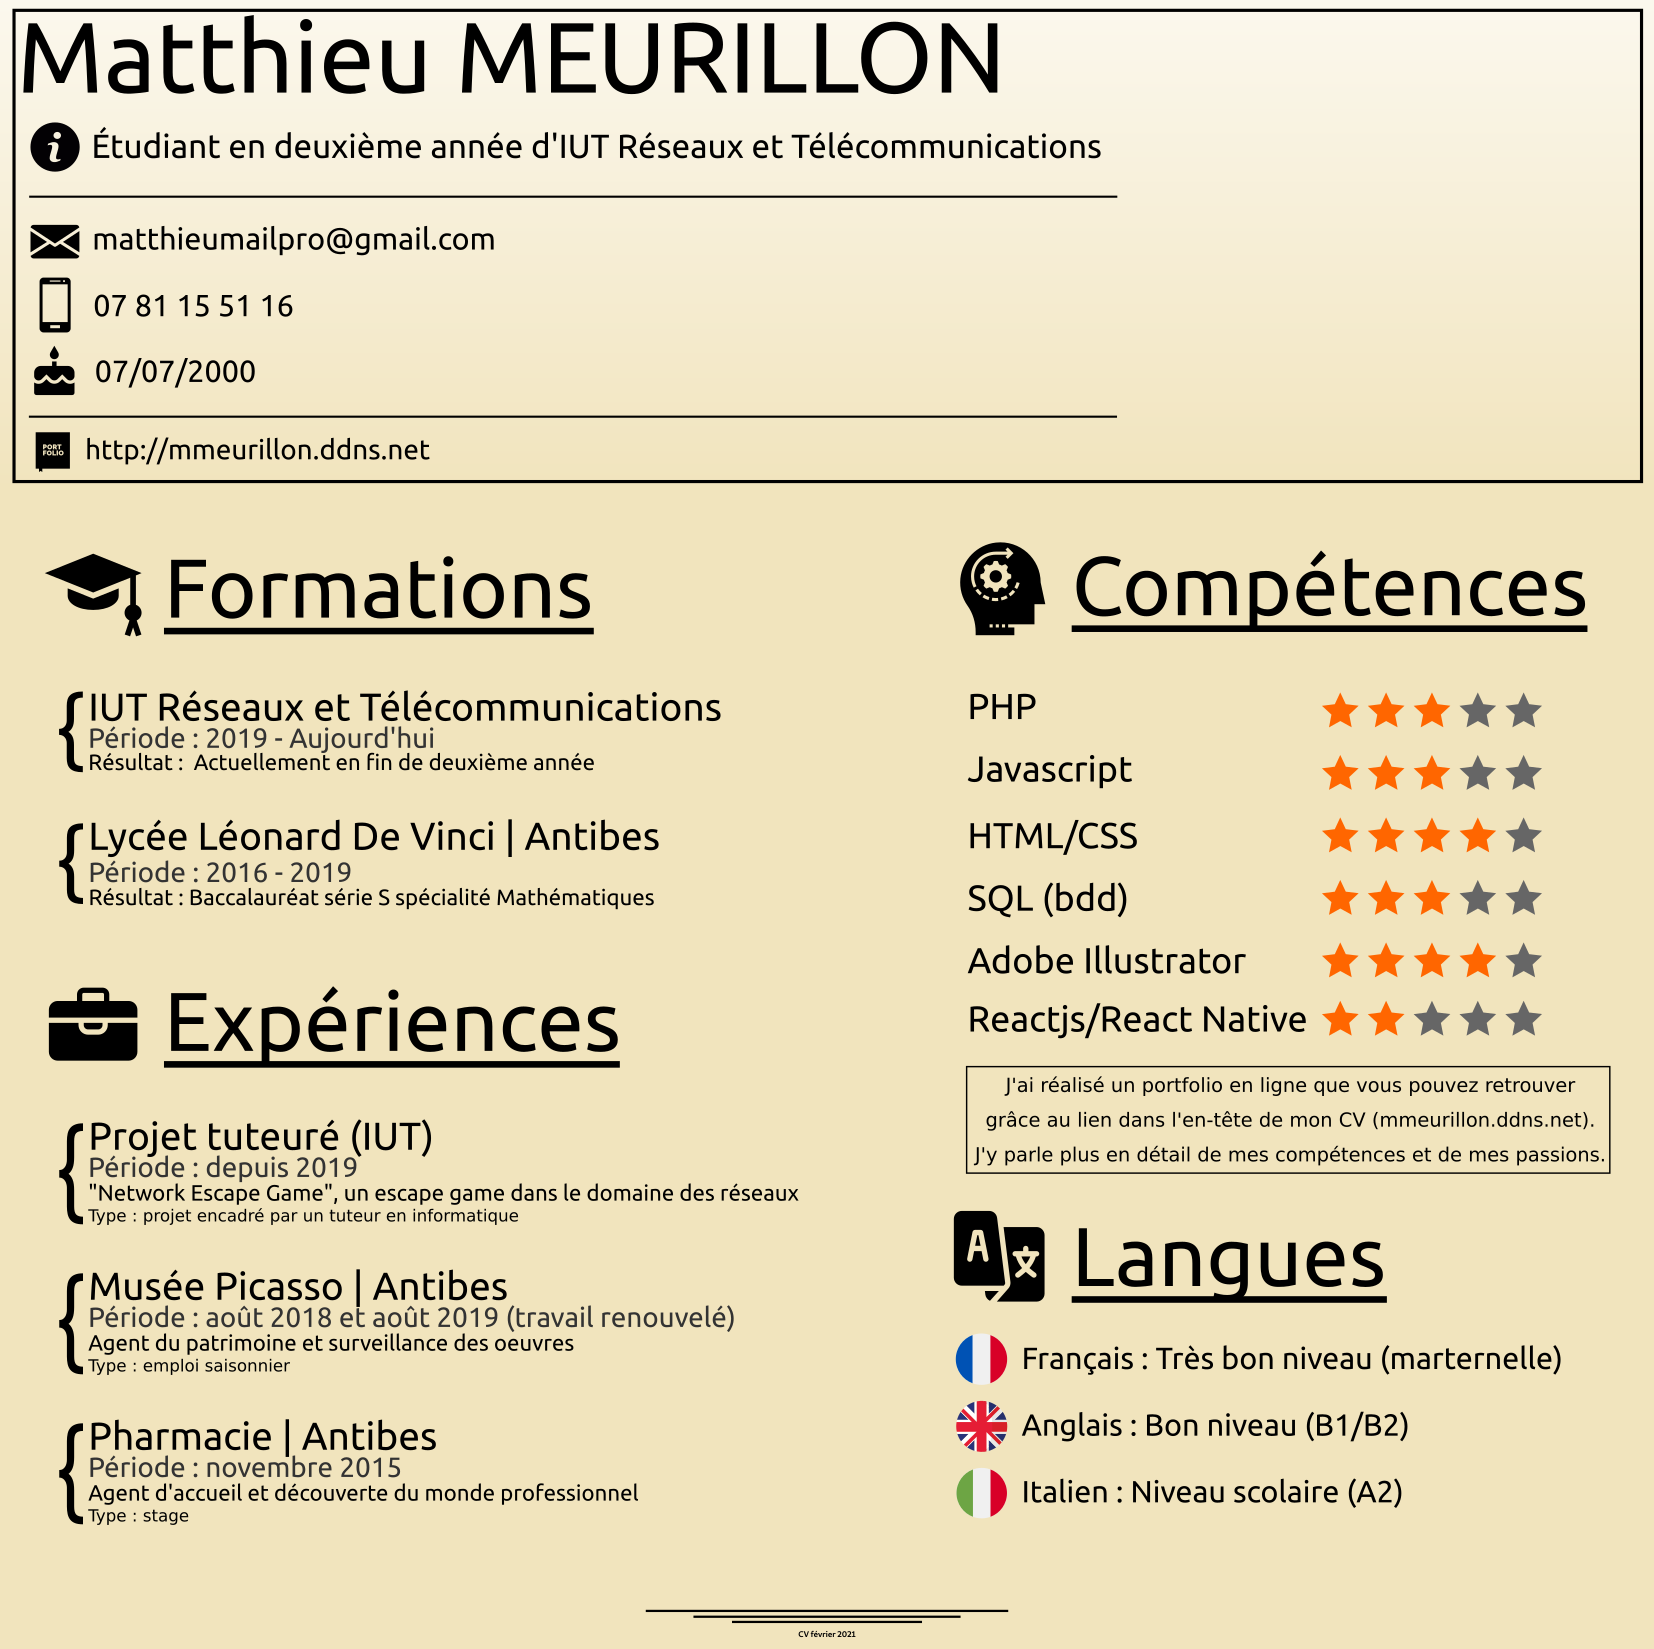 Matthieu MEURILLON
Étudiant en deuxième année d'IUT Réseaux et Télécommunications
matthieumailpro@gmail.com
07 81 15 51 16
07/07/2000
PORT
FOLIO
http://mmeurillon.ddns.net
Formations
IUT Réseaux et Télécommunications
Période : 2019 - Aujourd'hui
Résultat :  Actuellement en fin de deuxième année
Lycée Léonard De Vinci | Antibes
Période : 2016 - 2019
Résultat : Baccalauréat série S spécialité Mathématiques
Expériences
Projet tuteuré (IUT)
Période : depuis 2019
"Network Escape Game", un escape game dans le domaine des réseaux
Type : projet encadré par un tuteur en informatique
Musée Picasso | Antibes
Période : août 2018 et août 2019 (travail renouvelé)
Agent du patrimoine et surveillance des oeuvres
Type : emploi saisonnier
Pharmacie | Antibes
Période : novembre 2015
Agent d'accueil et découverte du monde professionnel
Type : stage
Compétences
PHP
Javascript
HTML/CSS
SQL (bdd)
Adobe Illustrator
Reactjs/React Native
J'ai réalisé un portfolio en ligne que vous pouvez retrouver
grâce au lien dans l'en-tête de mon CV (mmeurillon.ddns.net).
J'y parle plus en détail de mes compétences et de mes passions.
A 文
Langues
Français : Très bon niveau (marternelle)
Anglais : Bon niveau (B1/B2)
Italien : Niveau scolaire (A2)
CV février 2021